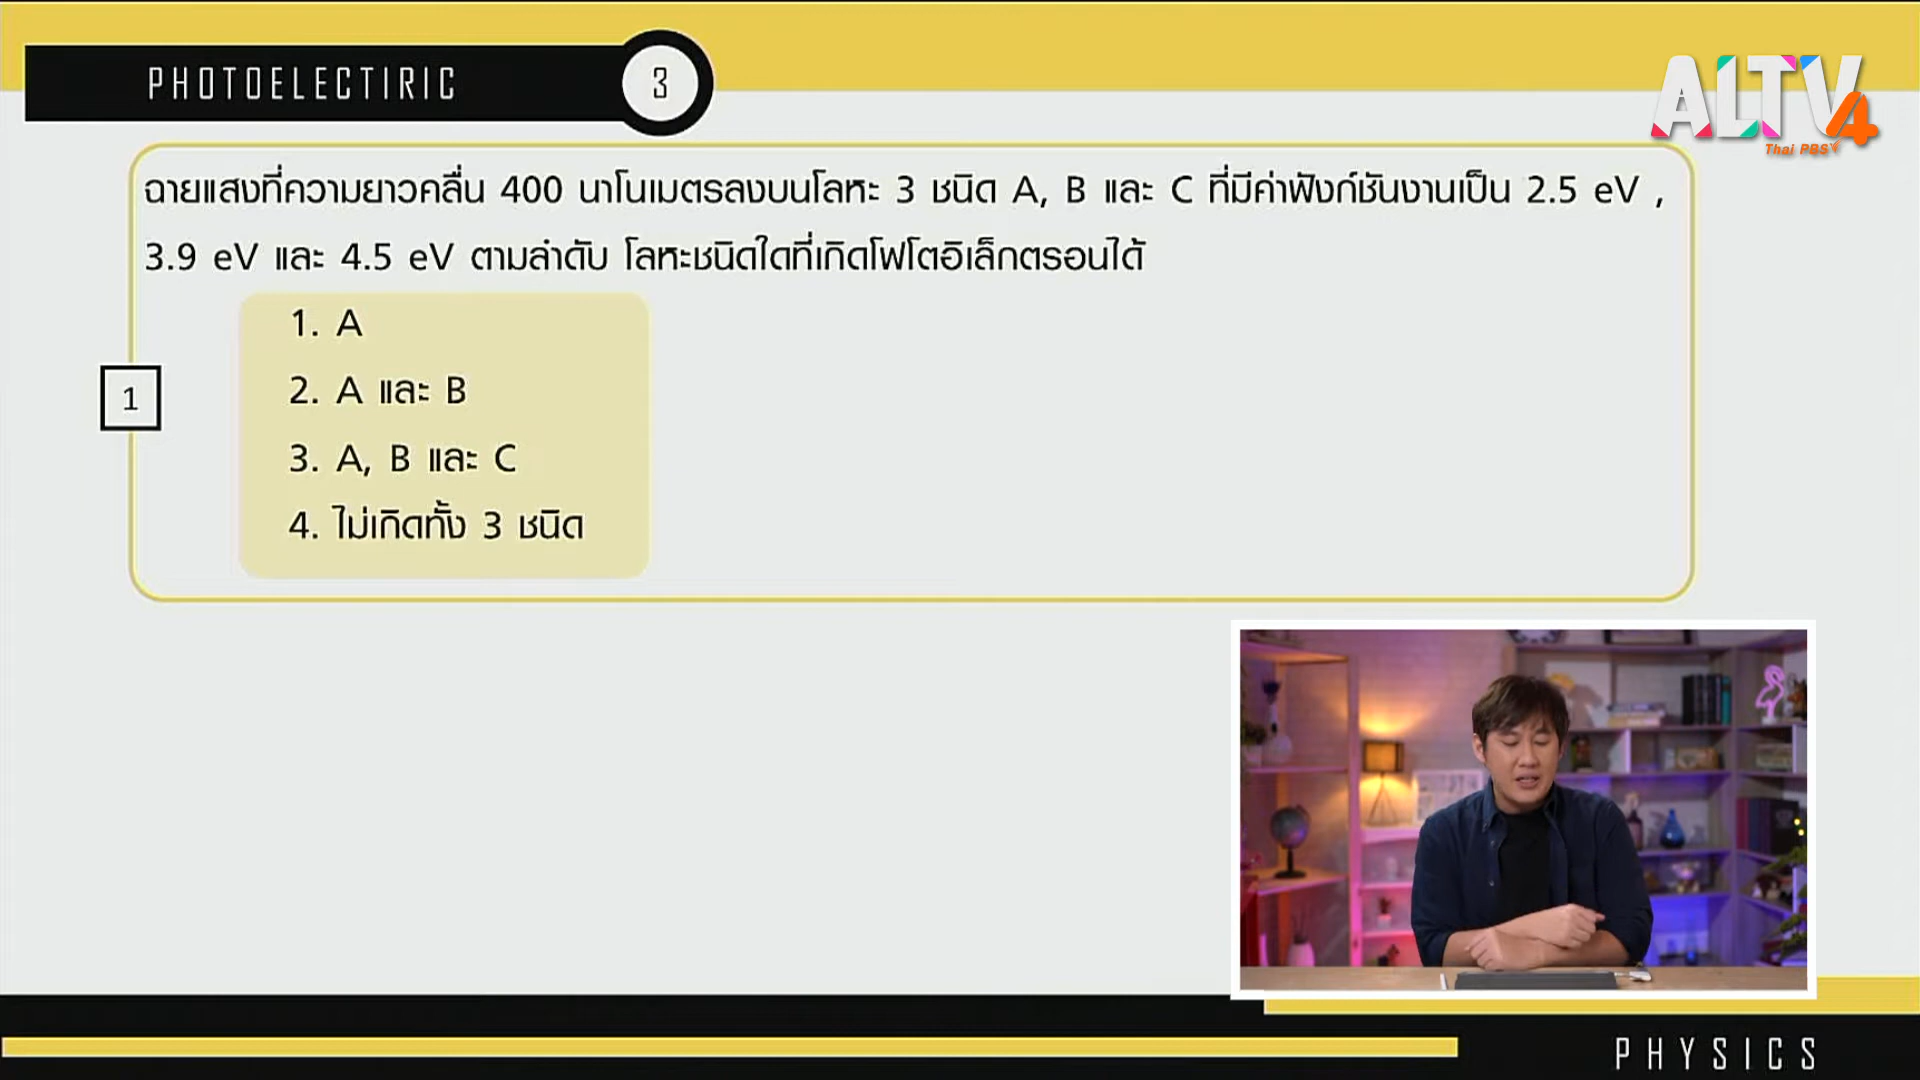 PHOTOELECTIRIC
3
ALTV4
Thai PBS
ฉายแสงที่ความยาวคลื่น 400 นาโนเมตรลงบนโลหะ 3 ชนิด A, B และ C ที่มีค่าฟังก์ชันงานเป็น 2.5 eV ,
3.9 eV และ 4.5 eV ตามลำดับ โลหะชนิดใดที่เกิดโฟโตอิเล็กตรอนได้
1. A
2. A และ B
1
3. A, B และ C
4. ไม่เกิดทั้ง 3 ชนิด
PHYSICS